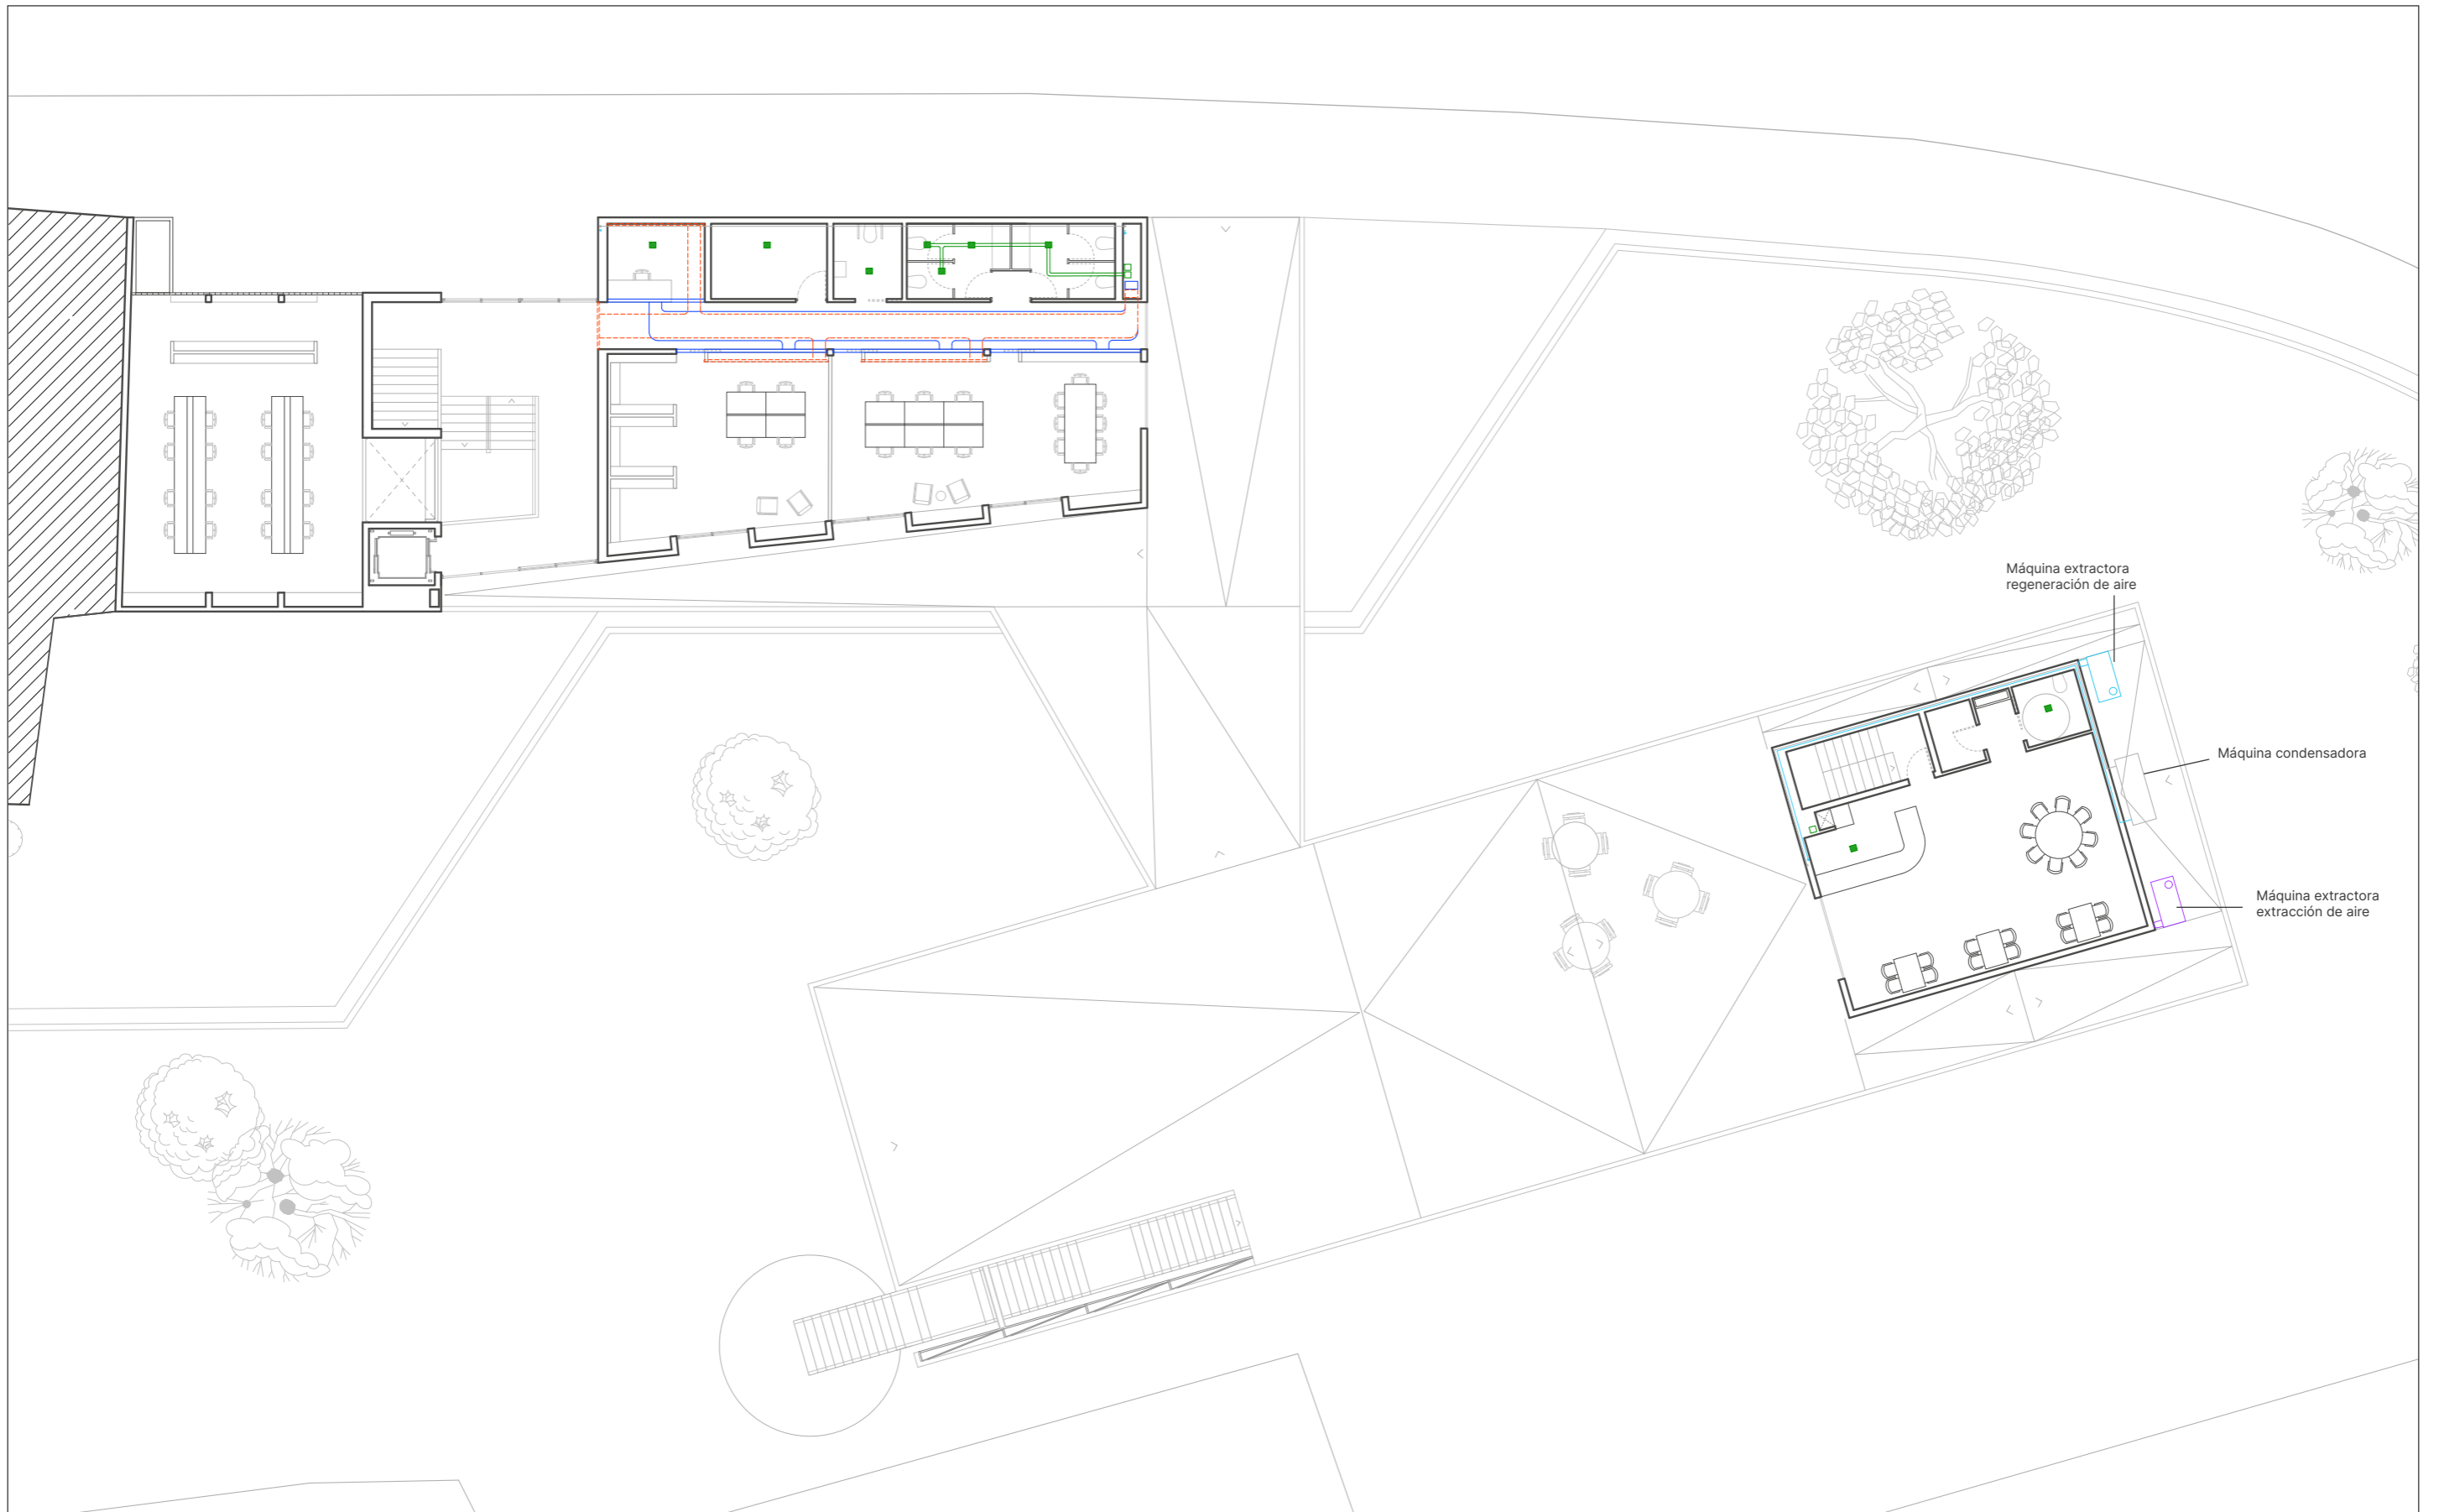 Máquina extractora
regeneración de aire
Máquina condensadora
Máquina extractora
extracción de aire